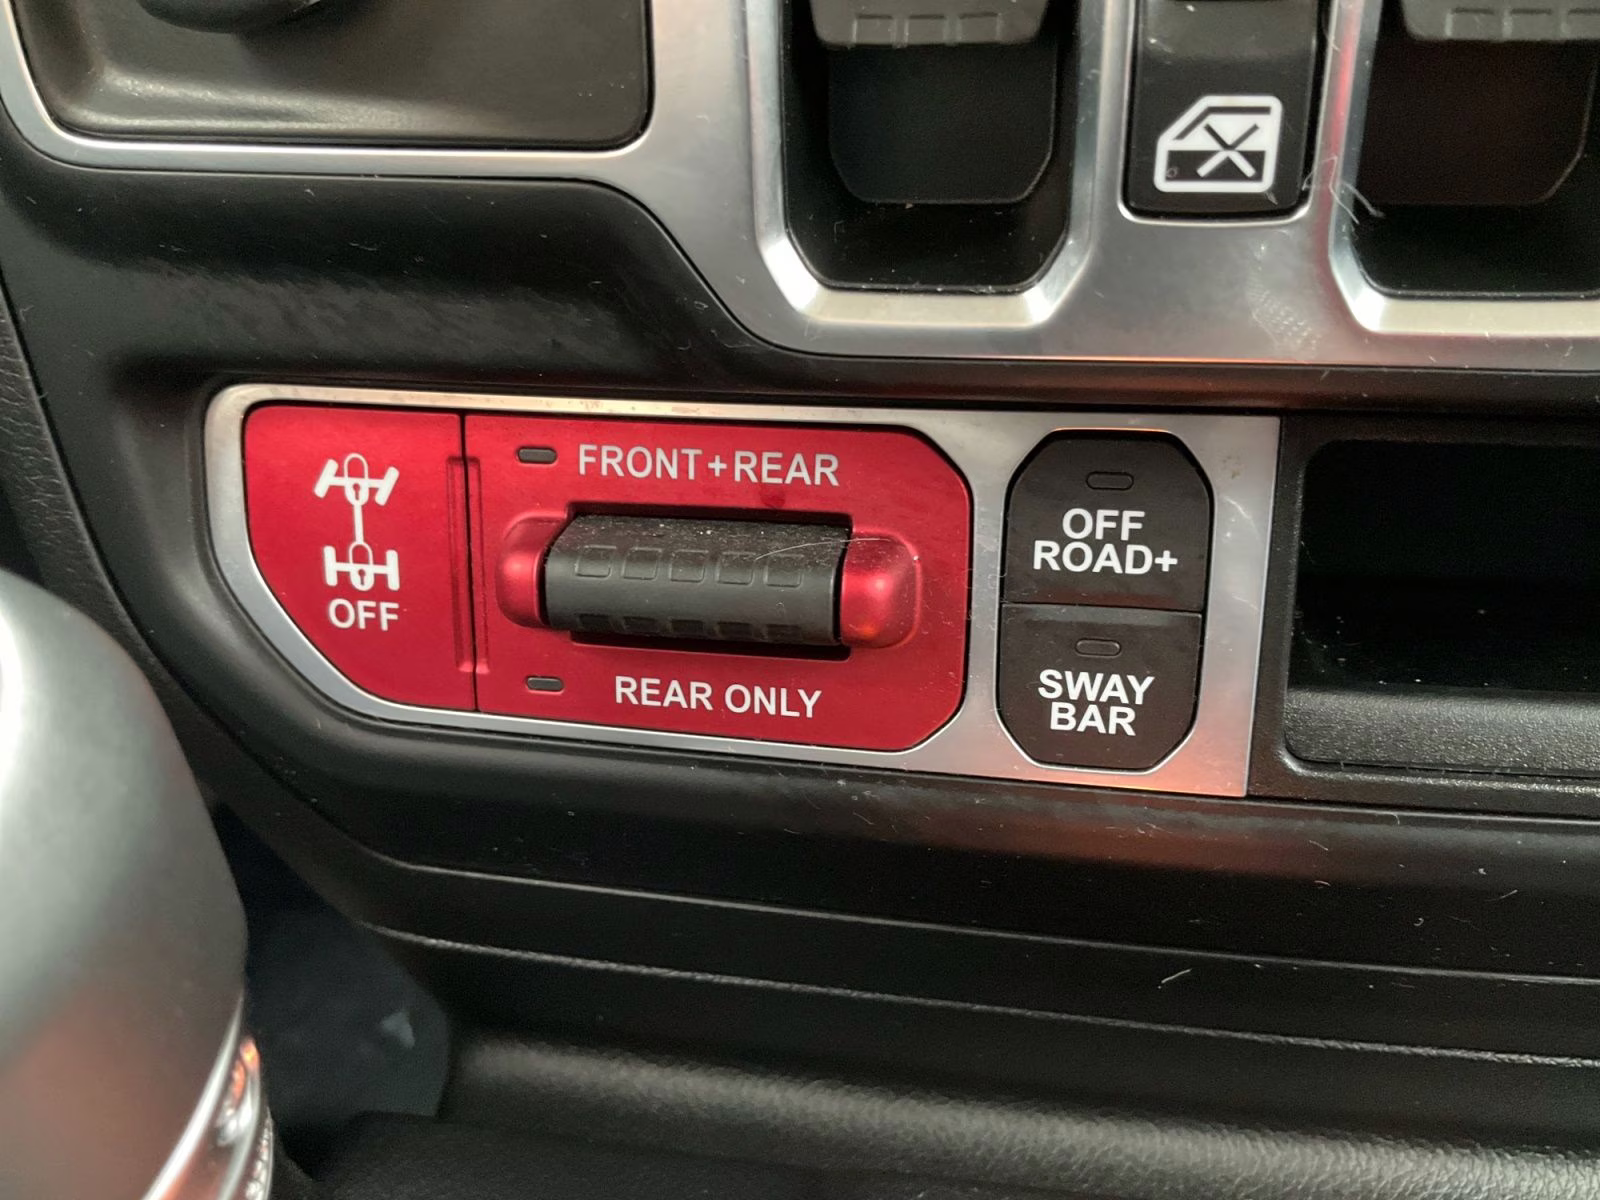 FRONT+REAR
OFF
REAR ONLY
OFF
ROAD+
SWAY
BAR